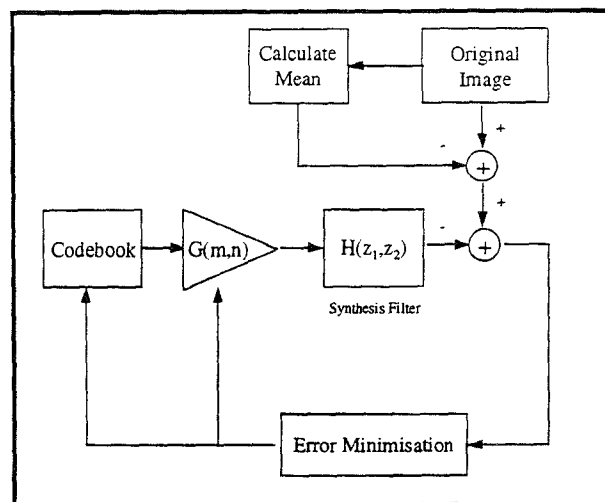 Calculate
Mean
Original
Image
-
+
+
+
-
+
Codebook
G(m,n)
H(z₁,z₂)
Synthesis Filter
Error Minimisation